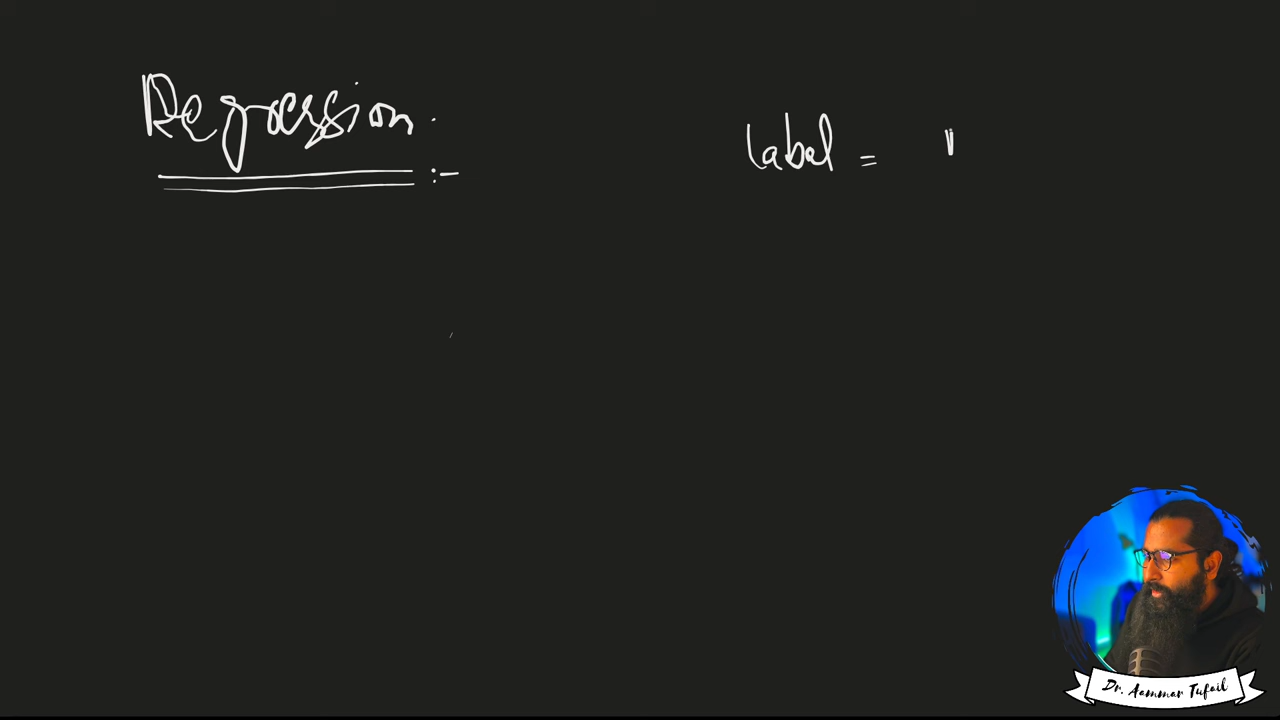 Regression. :-
label =
Dr. Aammar Tufail